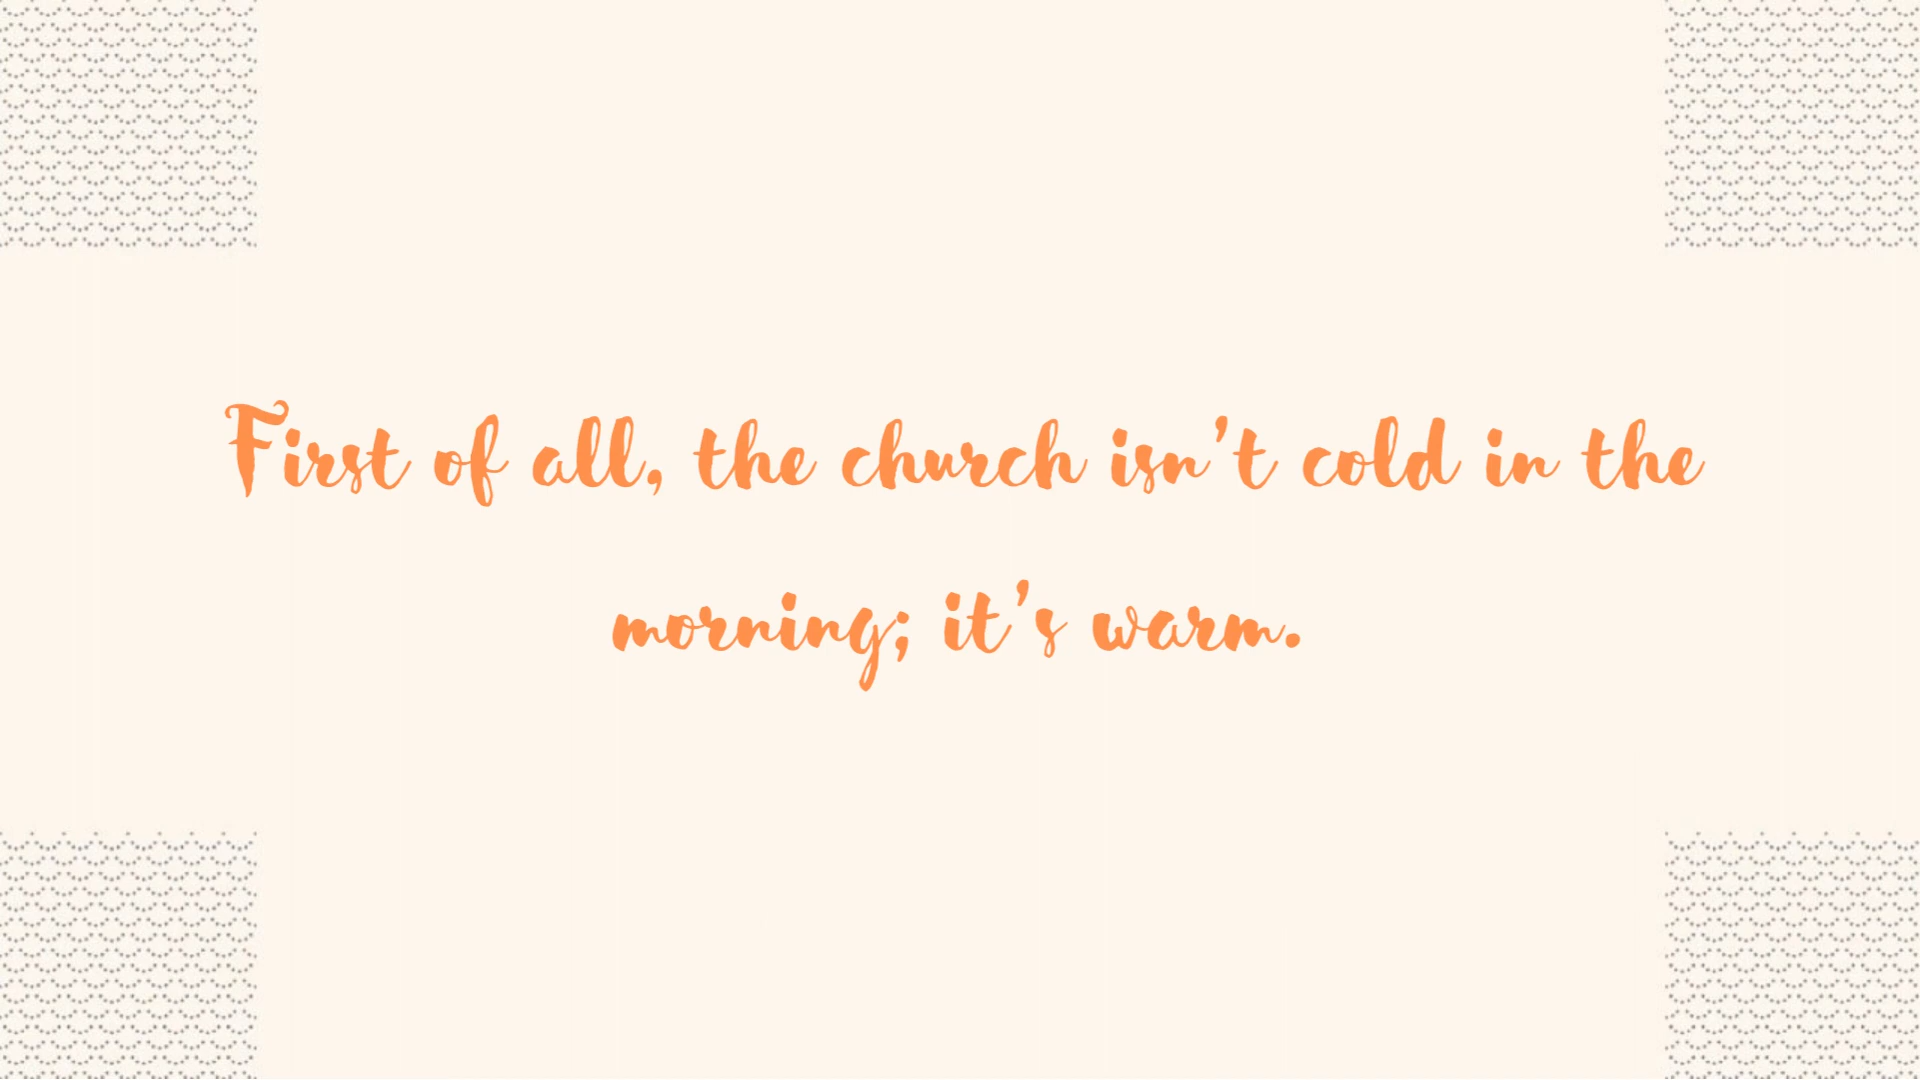 First of all, the church isn't cold in the
morning; it's warm.